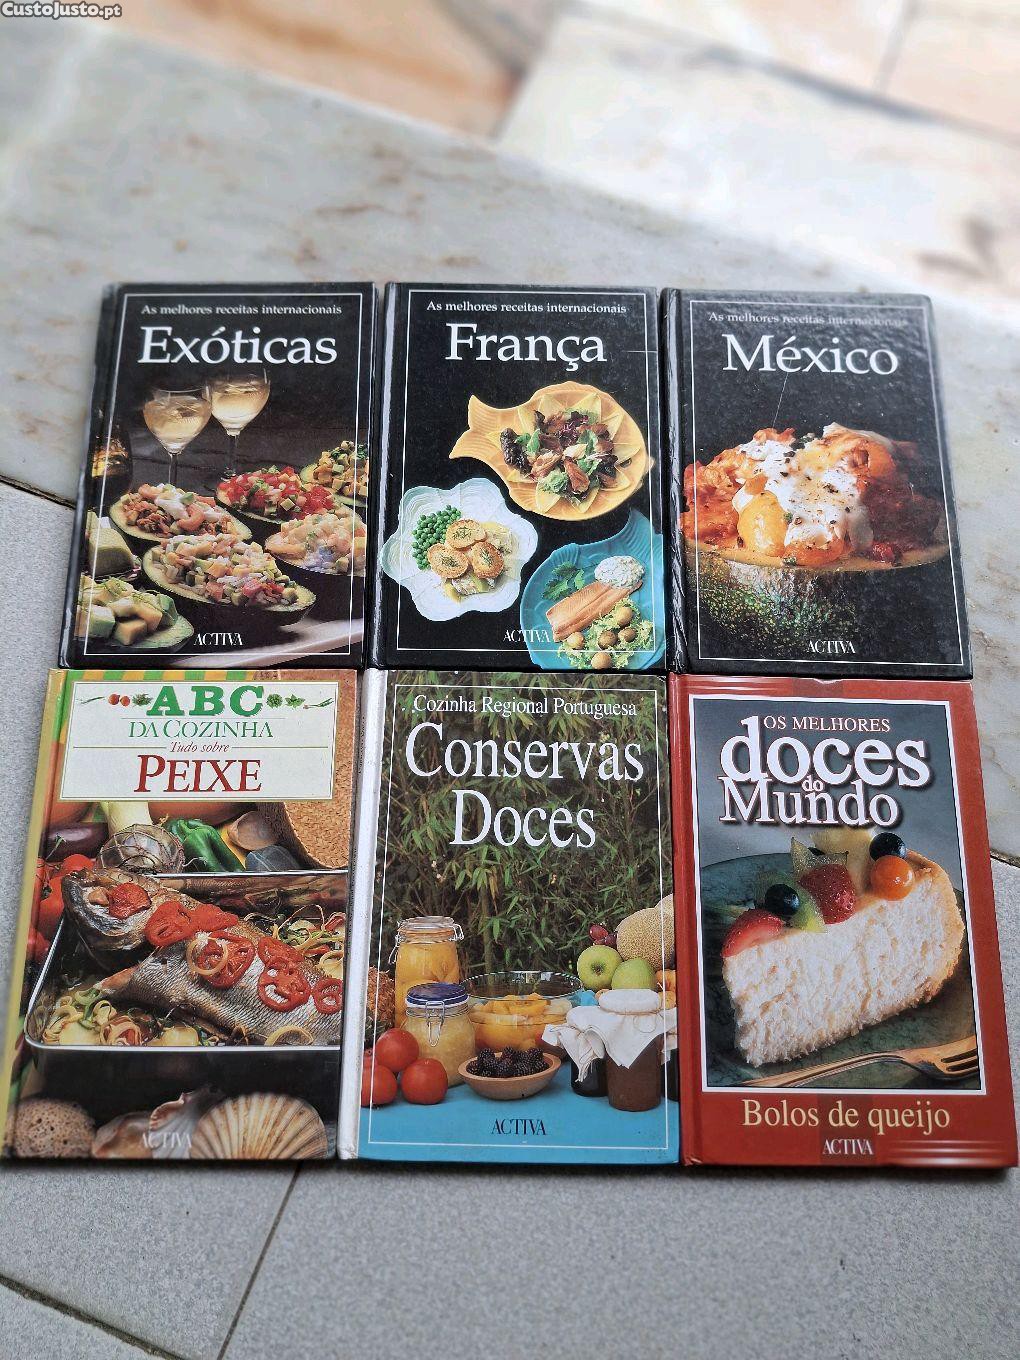 CustoJusto.pt
As melhores receitas internacionais
Exóticas
ACTIVA
As melhores receitas internacionais
França
ACTIVA
As melhores receitas internacionais
México
ACTIVA
ABC
DA COZINHA
Tudo sobre
PEIXE
ACTIVA
Cozinha Regional Portuguesa
Conservas
Doces
ACTIVA
OS MELHORES
doces
do
Mundo
Bolos de queijo
ACTIVA